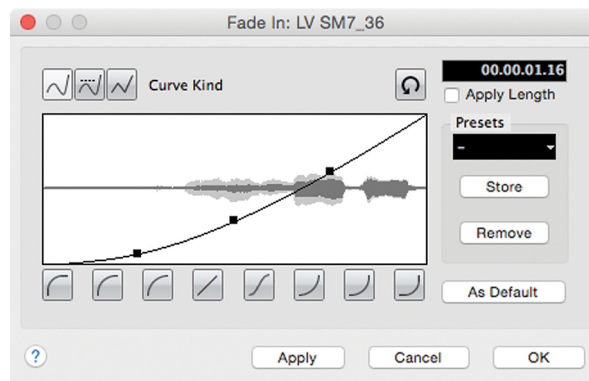 Fade In: LV SM7_36
Curve Kind
00.00.01.16
Apply Length
Presets
-
Store
Remove
As Default
?
Apply
Cancel
OK